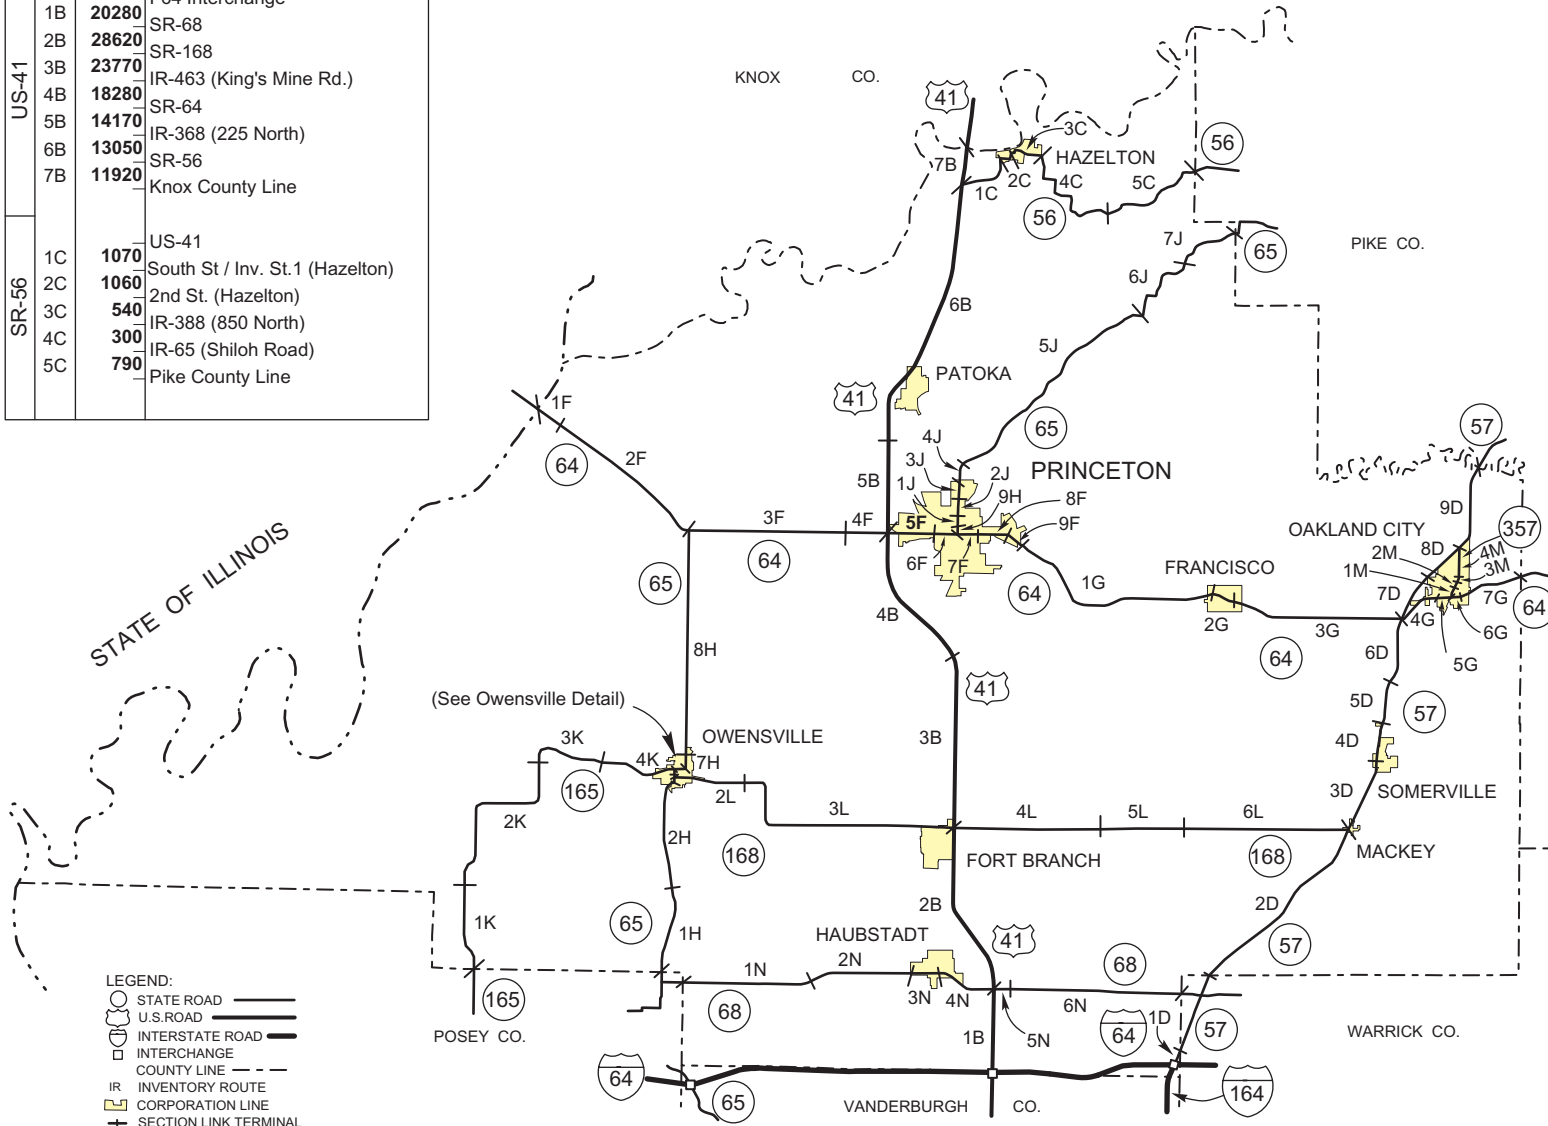 I-64 Interchange
1B 20280
SR-68
2B 28620
SR-168
3B 23770
IR-463 (King's Mine Rd.)
US-41
4B 18280
SR-64
5B 14170
IR-368 (225 North)
6B 13050
SR-56
7B 11920
Knox County Line
US-41
1C 1070
South St / Inv. St.1 (Hazelton)
2C 1060
2nd St. (Hazelton)
SR-56
3C 540
IR-388 (850 North)
4C 300
IR-65 (Shiloh Road)
5C 790
Pike County Line
KNOX CO.
41
3C
HAZELTON
56
7B
1C
2C
4C
5C
56
7J
65
PIKE CO.
6J
6B
5J
PATOKA
41
65
1F
64
2F
4J
3J
PRINCETON
57
5B
1J
2J
9H
8F
9D
3F
4F
5F
9F
OAKLAND CITY
357
64
6F
7F
2M
8D
4M
STATE OF ILLINOIS
65
64
1G
FRANCISCO
1M
3M
7D
7G
64
4B
2G
3G
4G
6G
8H
64
6D
5G
41
(See Owensville Detail)
5D
57
3K
OWENSVILLE
3B
4D
4K
7H
165
2L
3D
SOMERVILLE
2K
3L
4L
5L
6L
2H
168
FORT BRANCH
168
MACKEY
2B
2D
1K
65
1H
HAUBSTADT
41
57
1N
2N
68
LEGEND:
STATE ROAD
165
68
3N
4N
6N
U.S.ROAD
INTERSTATE ROAD
POSEY CO.
1B
5N
64
1D
57
WARRICK CO.
INTERCHANGE
COUNTY LINE
64
IR INVENTORY ROUTE
CORPORATION LINE
65
VANDERBURGH CO.
164
SECTION LINK TERMINAL